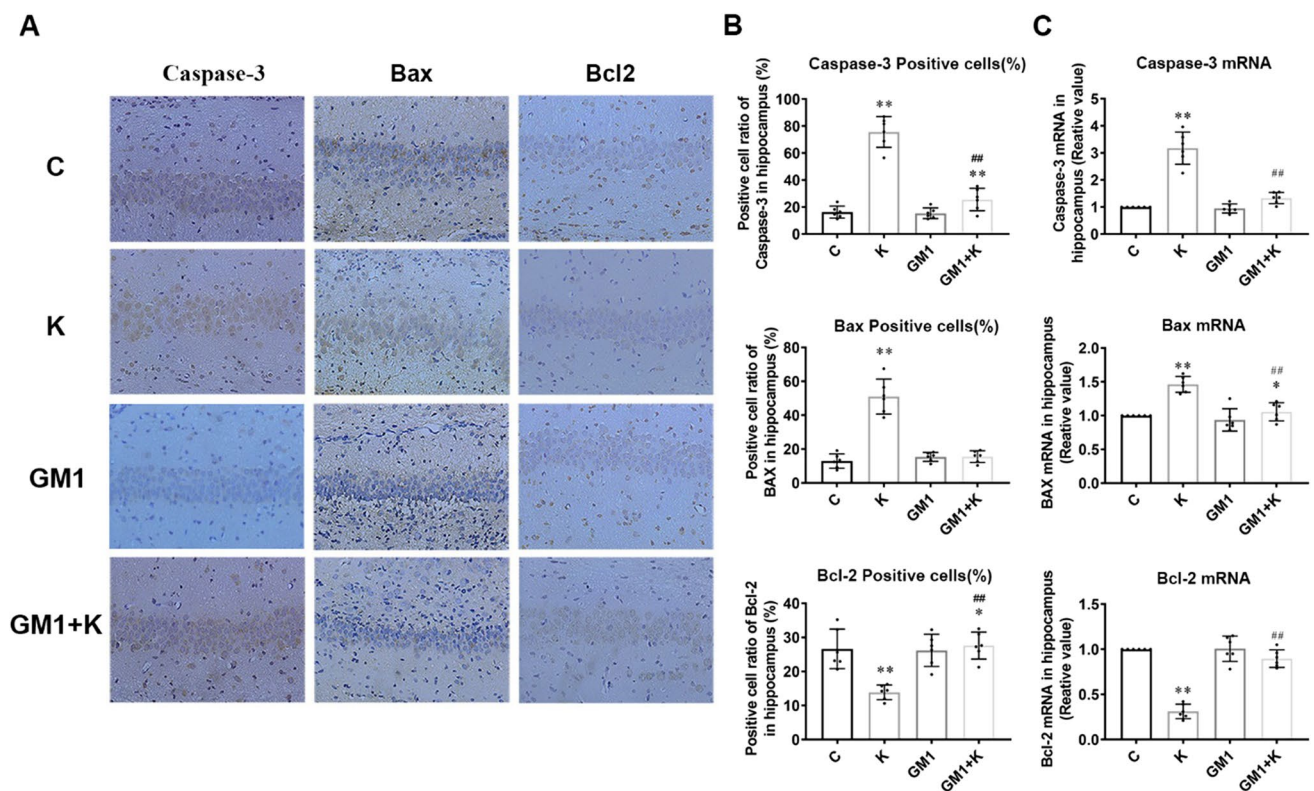 A
Caspase-3
Bax
Bcl2
C
K
GM1
GM1+K
B
Caspase-3 Positive cells(%)
Positive cell ratio of
Caspase-3 in hippocampus (%)
100
80
60
40
20
0
**
##
**
C
K
GM1
GM1+K
Bax Positive cells(%)
Positive cell ratio of
BAX in hippocampus (%)
80
60
40
20
0
**
C
K
GM1
GM1+K
Bcl-2 Positive cells(%)
Positive cell ratio of Bcl-2
in hippocampus (%)
40
30
20
10
0
**
##
*
C
K
GM1
GM1+K
C
Caspase-3 mRNA
Caspase-3 mRNA in
hippocampus (Reative value)
5
4
3
2
1
0
**
##
C
K
GM1
GM1+K
Bax mRNA
BAX mRNA in hippocampus
(Reative value)
2.0
1.5
1.0
0.5
0.0
**
##
*
C
K
GM1
GM1+K
Bcl-2 mRNA
Bcl-2 mRNA in hippocampus
(Reative value)
1.5
1.0
0.5
0.0
**
##
C
K
GM1
GM1+K